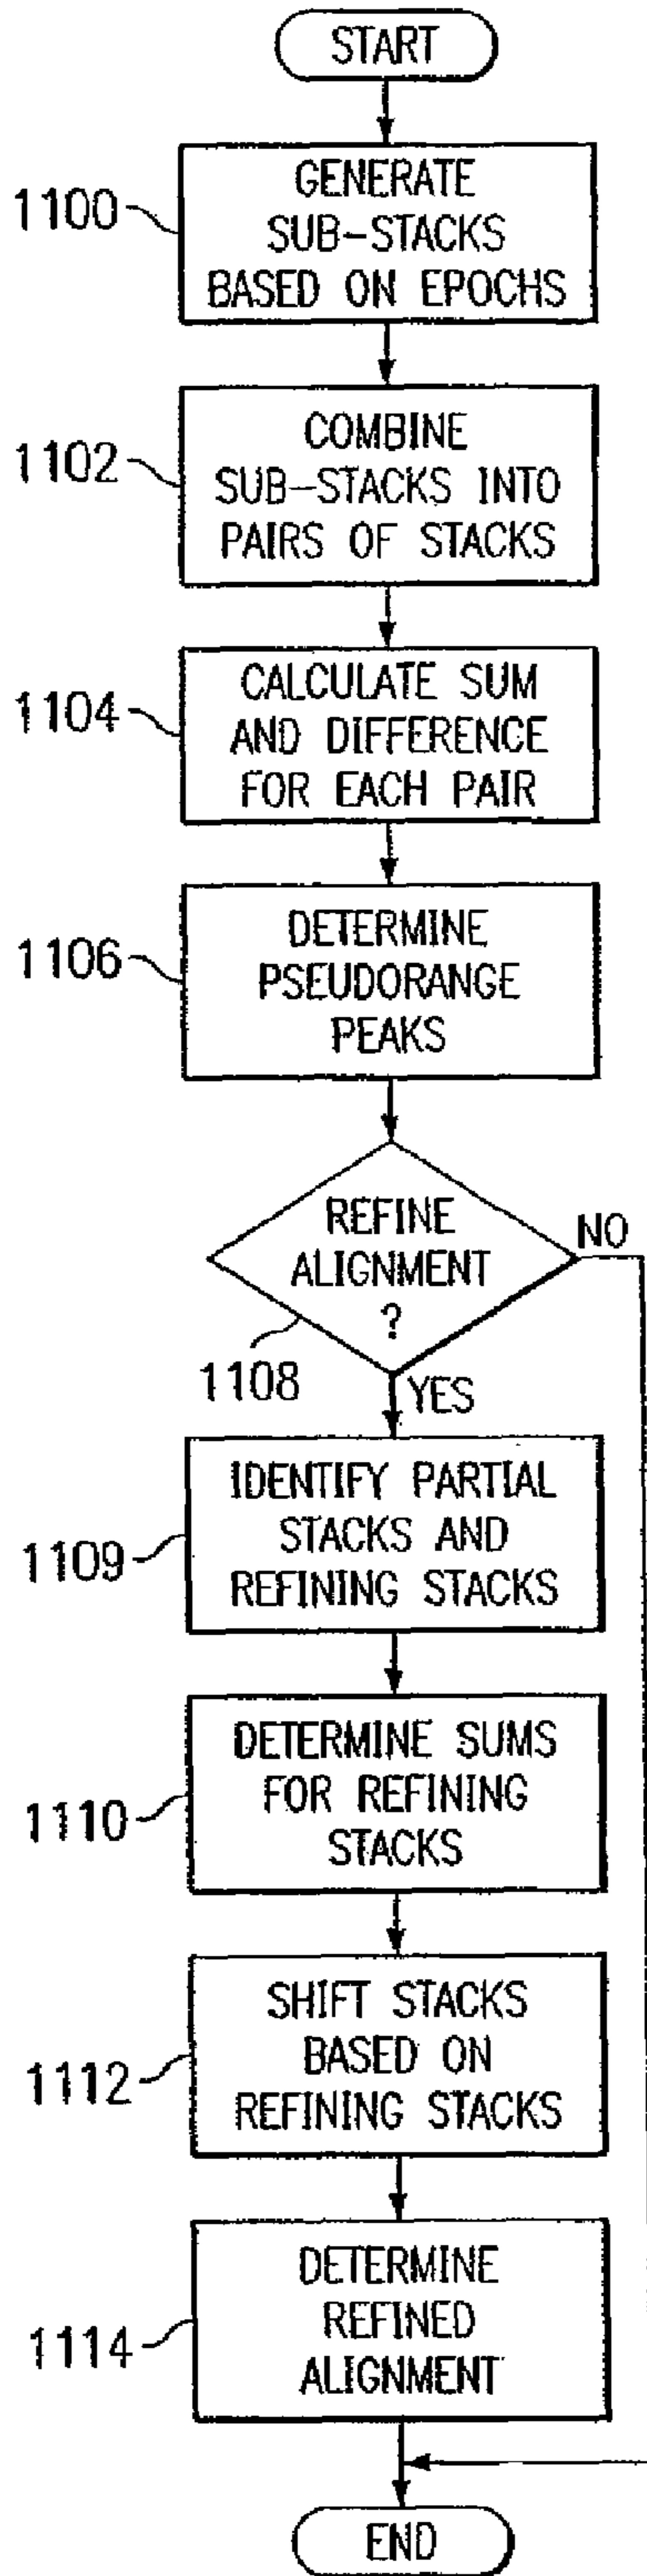 START
1100
GENERATE
SUB-STACKS
BASED ON EPOCHS
1102
COMBINE
SUB-STACKS INTO
PAIRS OF STACKS
1104
CALCULATE SUM
AND DIFFERENCE
FOR EACH PAIR
1106
DETERMINE
PSEUDORANGE
PEAKS
REFINE
ALIGNMENT
?
NO
1108
YES
1109
IDENTIFY PARTIAL
STACKS AND
REFINING STACKS
1110
DETERMINE SUMS
FOR REFINING
STACKS
1112
SHIFT STACKS
BASED ON
REFINING STACKS
1114
DETERMINE
REFINED
ALIGNMENT
END